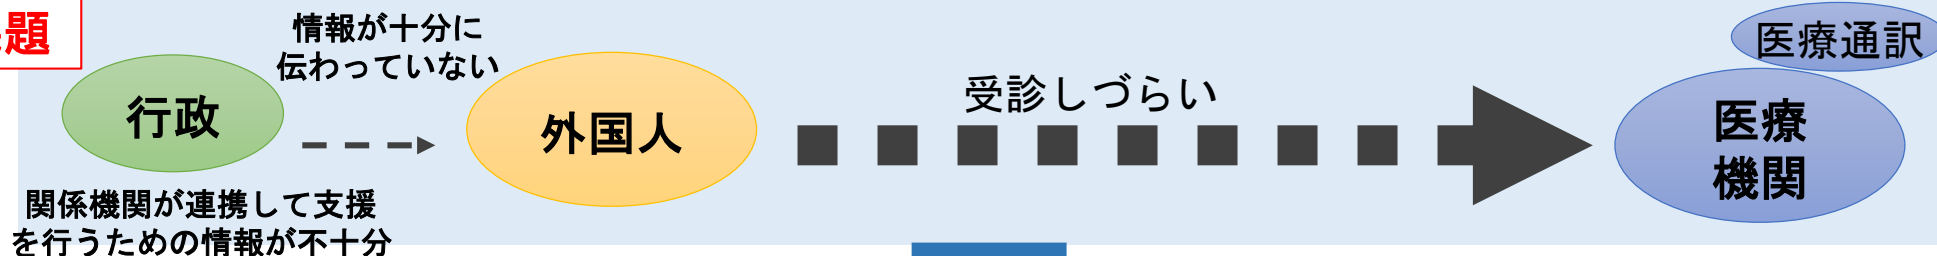 題
情報が十分に
伝わっていない
行政
外国人
受診しづらい
医療通訳
医療
機関
関係機関が連携して支援
を行うための情報が不十分